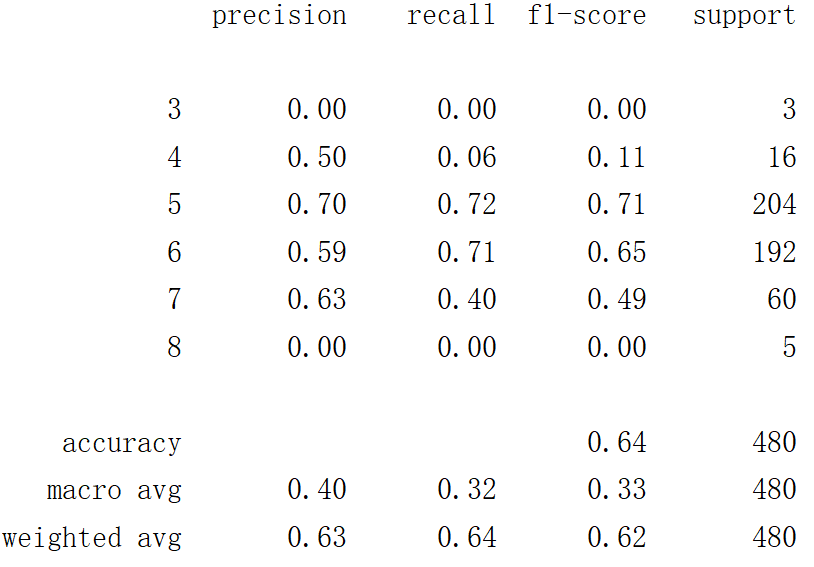 precision recall f1-score support
3 0.00 0.00 0.00 3
4 0.50 0.06 0.11 16
5 0.70 0.72 0.71 204
6 0.59 0.71 0.65 192
7 0.63 0.40 0.49 60
8 0.00 0.00 0.00 5
accuracy 0.64 480
macro avg 0.40 0.32 0.33 480
weighted avg 0.63 0.64 0.62 480